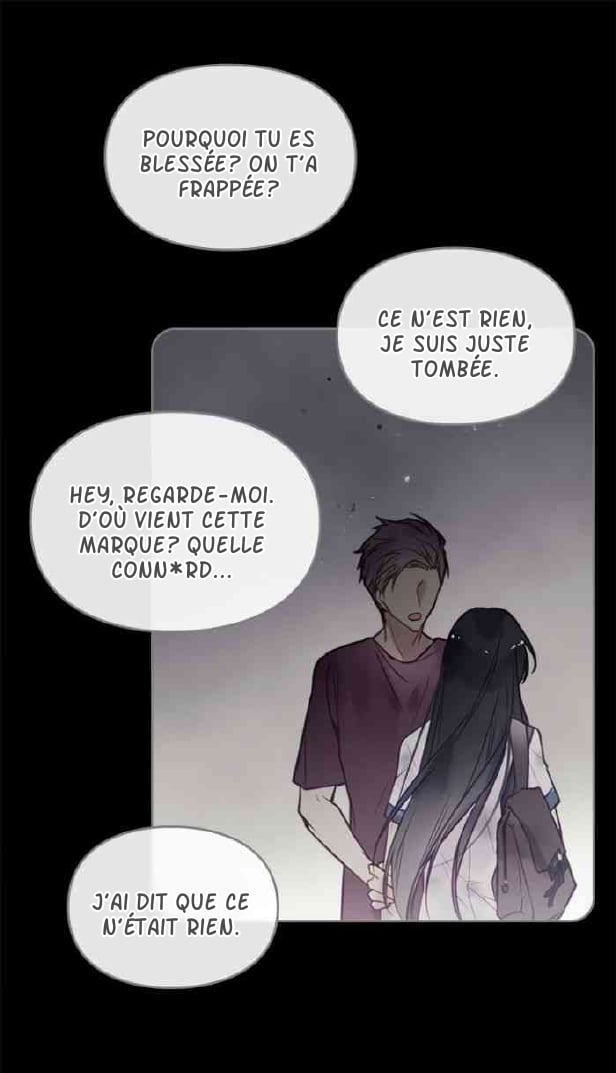 POURQUOI TU ES
BLESSÉE? ON T'A
FRAPPÉE?
CE N'EST RIEN,
JE SUIS JUSTE
TOMBÉE.
HEY, REGARDE-MOI.
D'OÙ VIENT CETTE
MARQUE? QUELLE
CONN*RD...
J'AI DIT QUE CE
N'ÉTAIT RIEN.